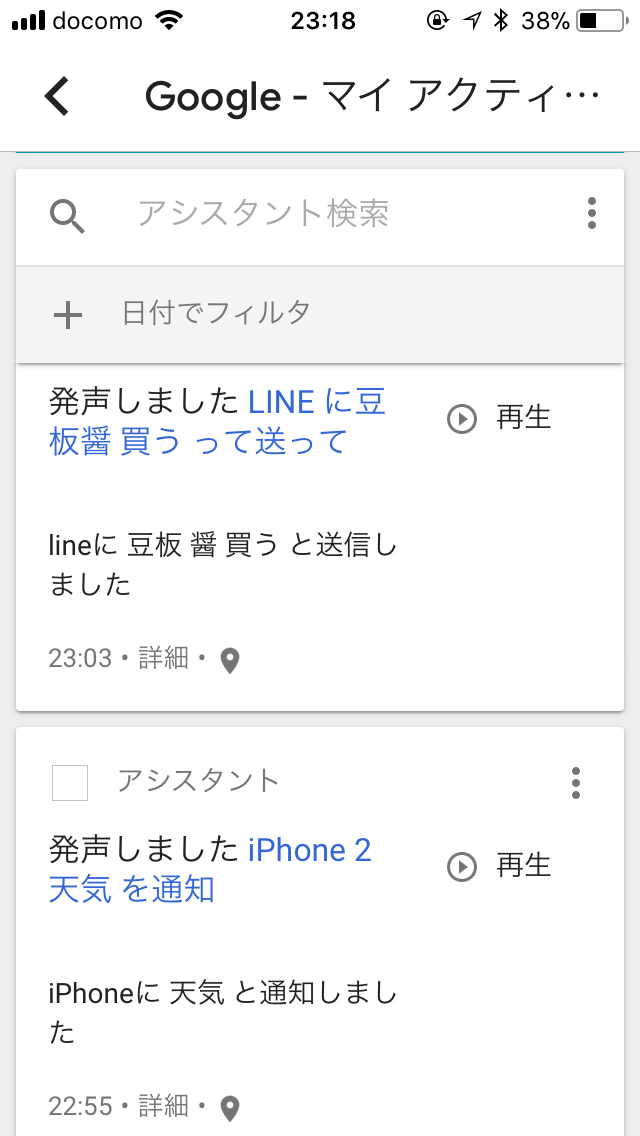 docomo 23:18 38%
Google - マイ アクティ…
アシスタント検索
日付でフィルタ
発声しました LINE に豆
板醤 買う って送って
再生
lineに 豆板 醤 買う と送信し
ました
23:03・詳細・
アシスタント
発声しました iPhone 2
天気 を通知
再生
iPhoneに 天気 と通知しまし
た
22:55・詳細・